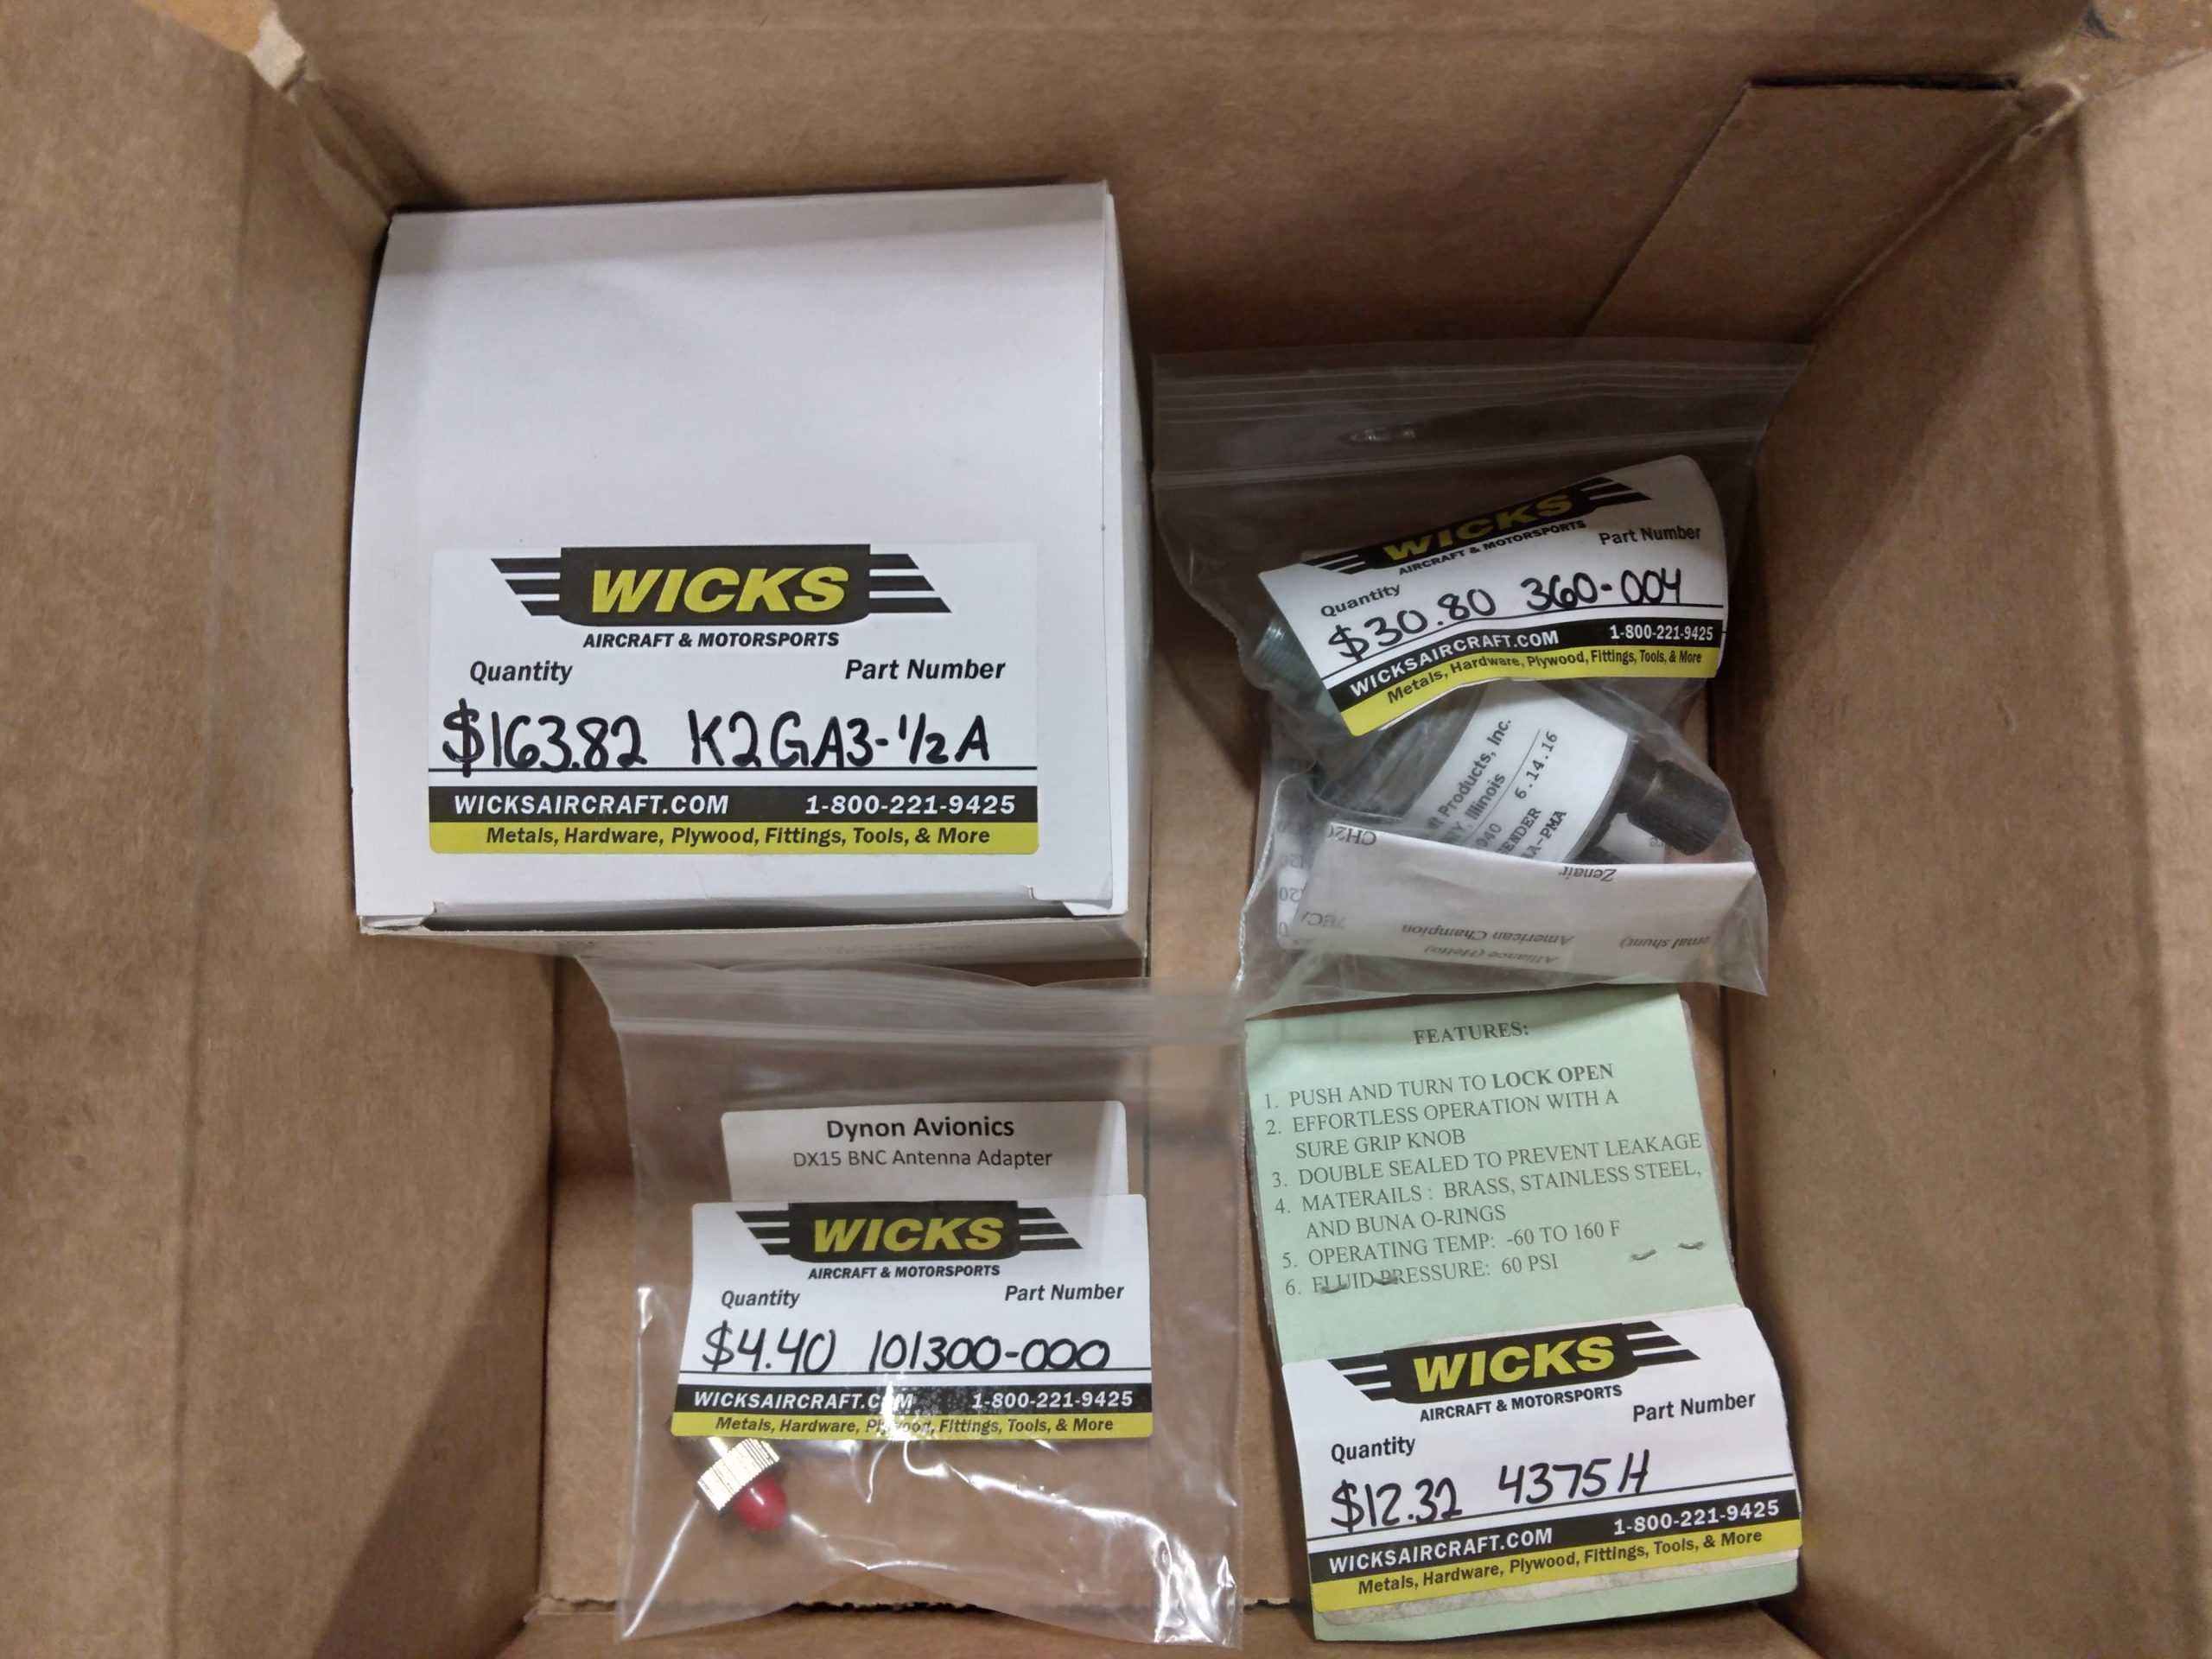 WICKS
AIRCRAFT & MOTORSPORTS
Quantity Part Number
$163.82 K2GA3-1/2A
WICKSAIRCRAFT.COM 1-800-221-9425
Metals, Hardware, Plywood, Fittings, Tools, & More
WICKS
AIRCRAFT & MOTORSPORTS
Quantity Part Number
$30.80 360-004
WICKSAIRCRAFT.COM 1-800-221-9425
Metals, Hardware, Plywood, Fittings, Tools, & More
Products, Inc.
Illinois
6.14.16
Zenair
American Champion
Dynon Avionics
DX15 BNC Antenna Adapter
WICKS
AIRCRAFT & MOTORSPORTS
Quantity Part Number
$4.40 101300-000
WICKSAIRCRAFT.COM 1-800-221-9425
Metals, Hardware, Plywood, Fittings, Tools, & More
FEATURES:
1. PUSH AND TURN TO LOCK OPEN
2. EFFORTLESS OPERATION WITH A
SURE GRIP KNOB
3. DOUBLE SEALED TO PREVENT LEAKAGE
4. MATERAILS : BRASS, STAINLESS STEEL,
AND BUNA O-RINGS
5. OPERATING TEMP: -60 TO 160 F
6. FLUID PRESSURE: 60 PSI
WICKS
AIRCRAFT & MOTORSPORTS
Quantity Part Number
$12.32 4375H
WICKSAIRCRAFT.COM 1-800-221-9425
Metals, Hardware, Plywood, Fittings, Tools, & More